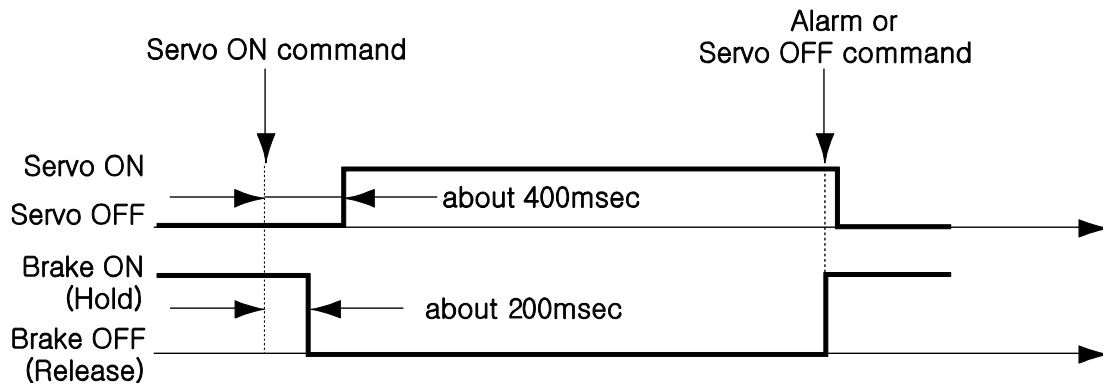 Alarm or
Servo ON command
Servo OFF command
Servo ON
about 400msec
Servo OFF
Brake ON
(Hold)
about 200msec
Brake OFF
(Release)